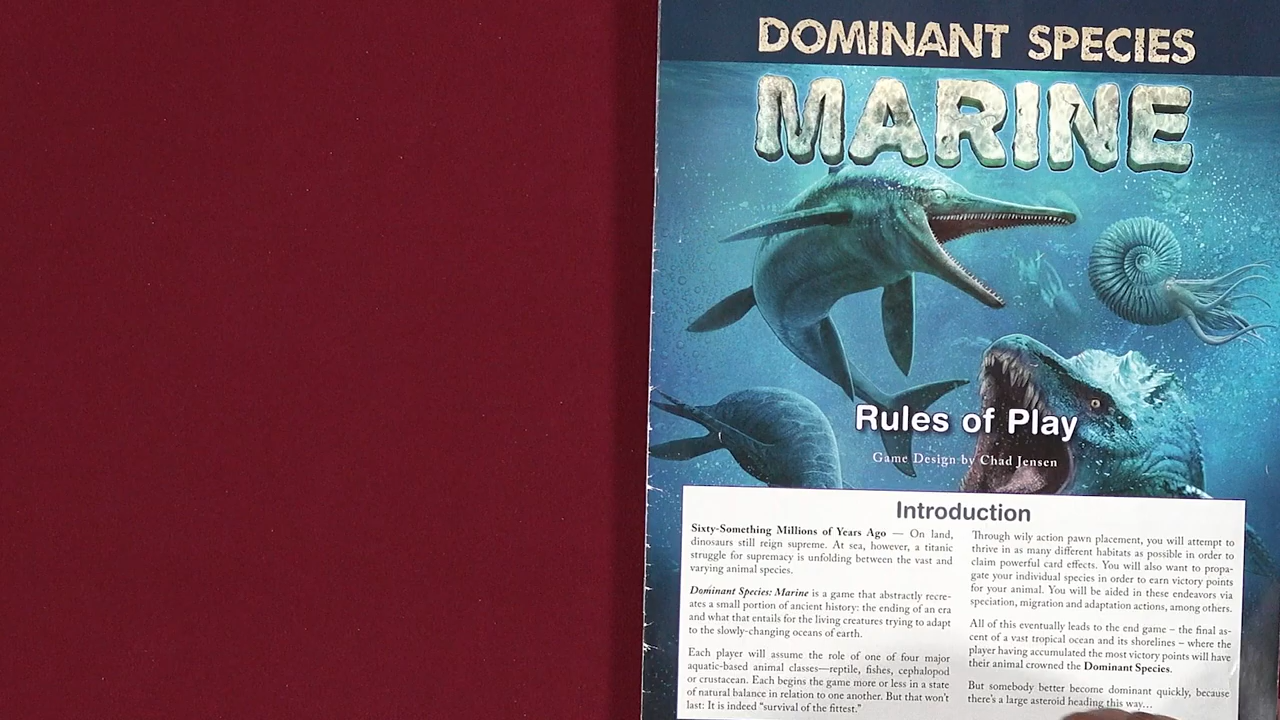 DOMINANT SPECIES
MARINE
Rules of Play
Game Design by Chad Jensen
Introduction
Sixty-Something Millions of Years Ago — On land,
dinosaurs still reign supreme. At sea, however, a titanic
struggle for supremacy is unfolding between the vast and
varying animal species.
Dominant Species: Marine is a game that abstractly recre-
ates a small portion of ancient history: the ending of an era
and what that entails for the living creatures trying to adapt
to the slowly-changing oceans of earth.
Each player will assume the role of one of four major
aquatic-based animal classes—reptile, fishes, cephalopod
or crustacean. Each begins the game more or less in a state
of natural balance in relation to one another. But that won't
last: It is indeed "survival of the fittest."
Through wily action pawn placement, you will attempt to
thrive in as many different habitats as possible in order to
claim powerful card effects. You will also want to propa-
gate your individual species in order to earn victory points
for your animal. You will be aided in these endeavors via
speciation, migration and adaptation actions, among others.
All of this eventually leads to the end game – the final as-
cent of a vast tropical ocean and its shorelines – where the
player having accumulated the most victory points will have
their animal crowned the Dominant Species.
But somebody better become dominant quickly, because
there's a large asteroid heading this way…